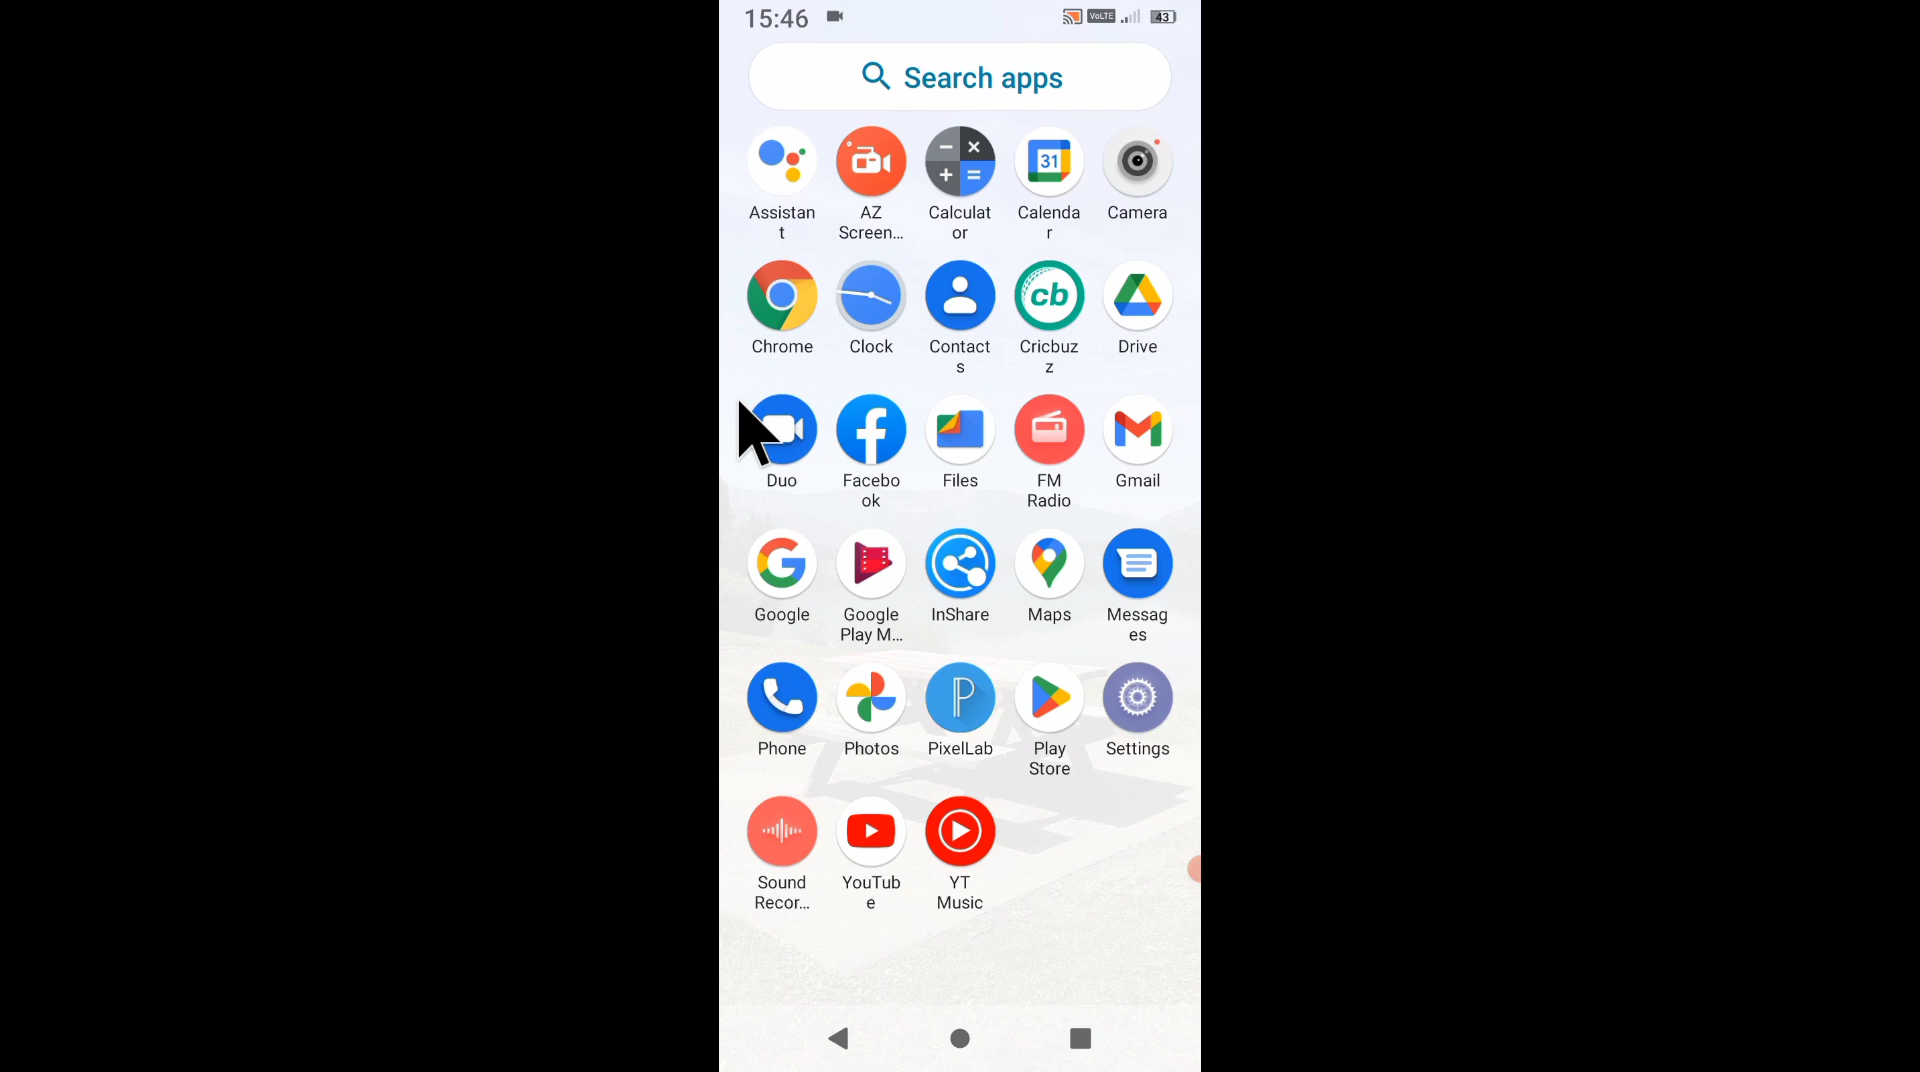 15:46
VoLTE
43
Search apps
31
Assistan
t
AZ
Screen...
Calculat
or
Calenda
r
Camera
cb
Chrome
Clock
Contact
s
Cricbuz
z
Drive
Duo
Facebo
ok
Files
FM
Radio
Gmail
Google
Google
Play M...
InShare
Maps
Messag
es
Phone
Photos
PixelLab
Play
Store
Settings
Sound
Recor...
YouTub
e
YT
Music